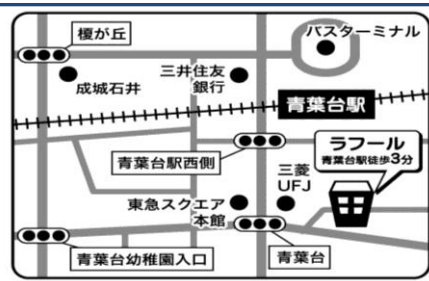 榎が丘
バスターミナル
成城石井
三井住友
銀行
青葉台駅
ラフール
青葉台駅徒歩3分
青葉台駅西側
三菱
UFJ
東急スクエア
本館
青葉台幼稚園入口
青葉台